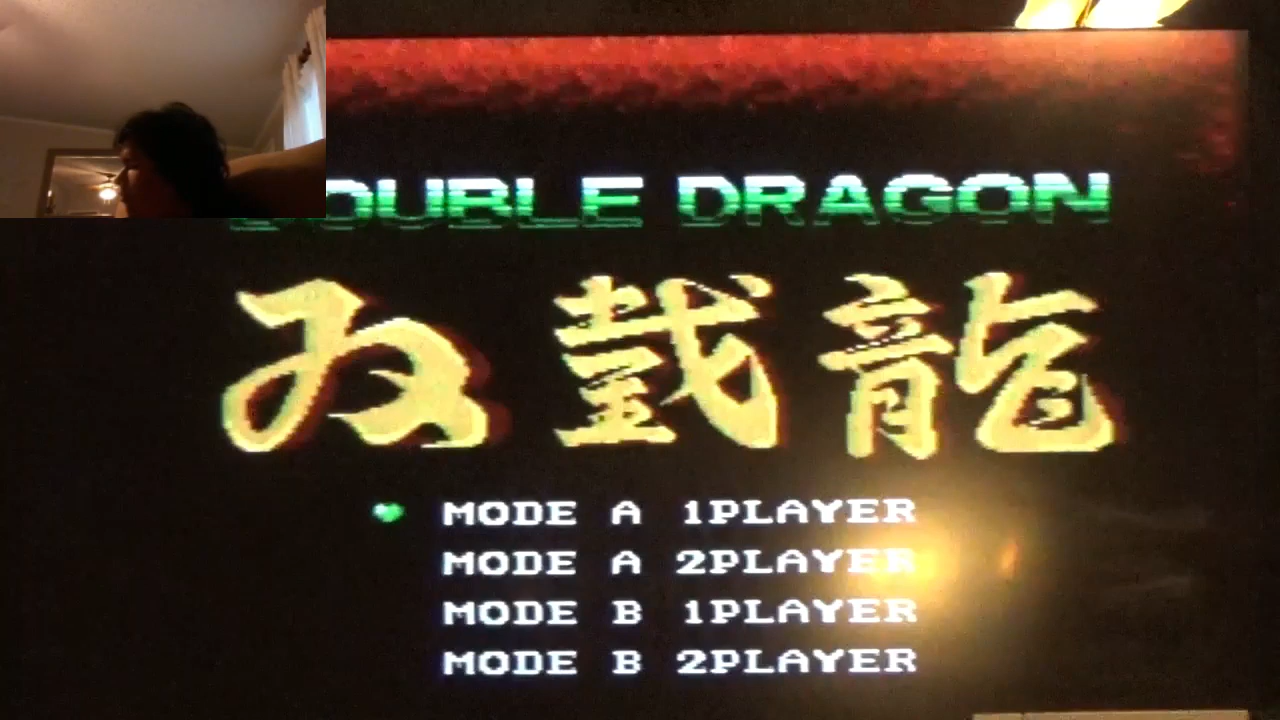 DOUBLE DRAGON
双截龍
MODE A 1PLAYER
MODE A 2PLAYER
MODE B 1PLAYER
MODE B 2PLAYER